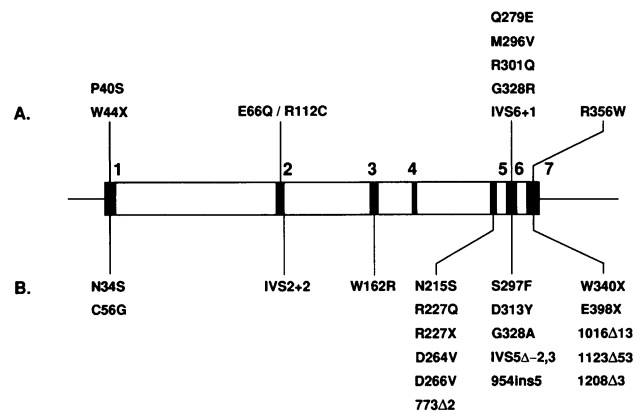 Q279E
M296V
R301Q
G328R
IVS6+1
P40S
W44X
E66Q / R112C
R356W
A.
1
2
3
4
5
6
7
B.
N34S
C56G
IVS2+2
W162R
N215S
R227Q
R227X
D264V
D266V
773Δ2
S297F
D313Y
G328A
IVS5Δ-2,3
954ins5
W340X
E398X
1016Δ13
1123Δ53
1208Δ3